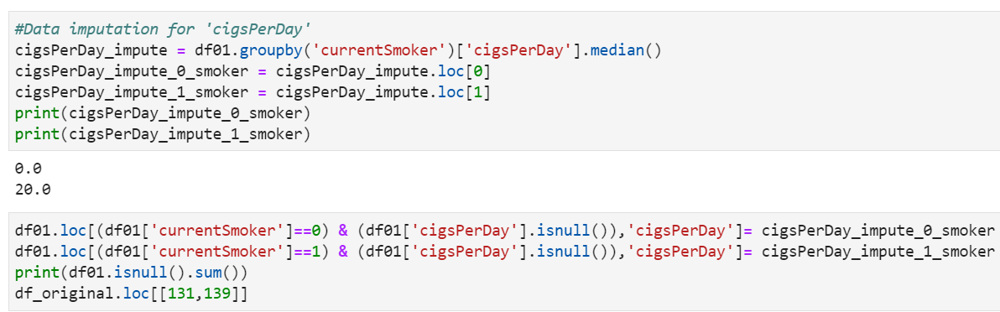 #Data imputation for 'cigsPerDay'
cigsPerDay_impute = df01.groupby('currentSmoker')['cigsPerDay'].median()
cigsPerDay_impute_0_smoker = cigsPerDay_impute.loc[0]
cigsPerDay_impute_1_smoker = cigsPerDay_impute.loc[1]
print(cigsPerDay_impute_0_smoker)
print(cigsPerDay_impute_1_smoker)
0.0
20.0
df01.loc[(df01['currentSmoker']==0) & (df01['cigsPerDay'].isnull()),'cigsPerDay']= cigsPerDay_impute_0_smoker
df01.loc[(df01['currentSmoker']==1) & (df01['cigsPerDay'].isnull()),'cigsPerDay']= cigsPerDay_impute_1_smoker
print(df01.isnull().sum())
df_original.loc[[131,139]]